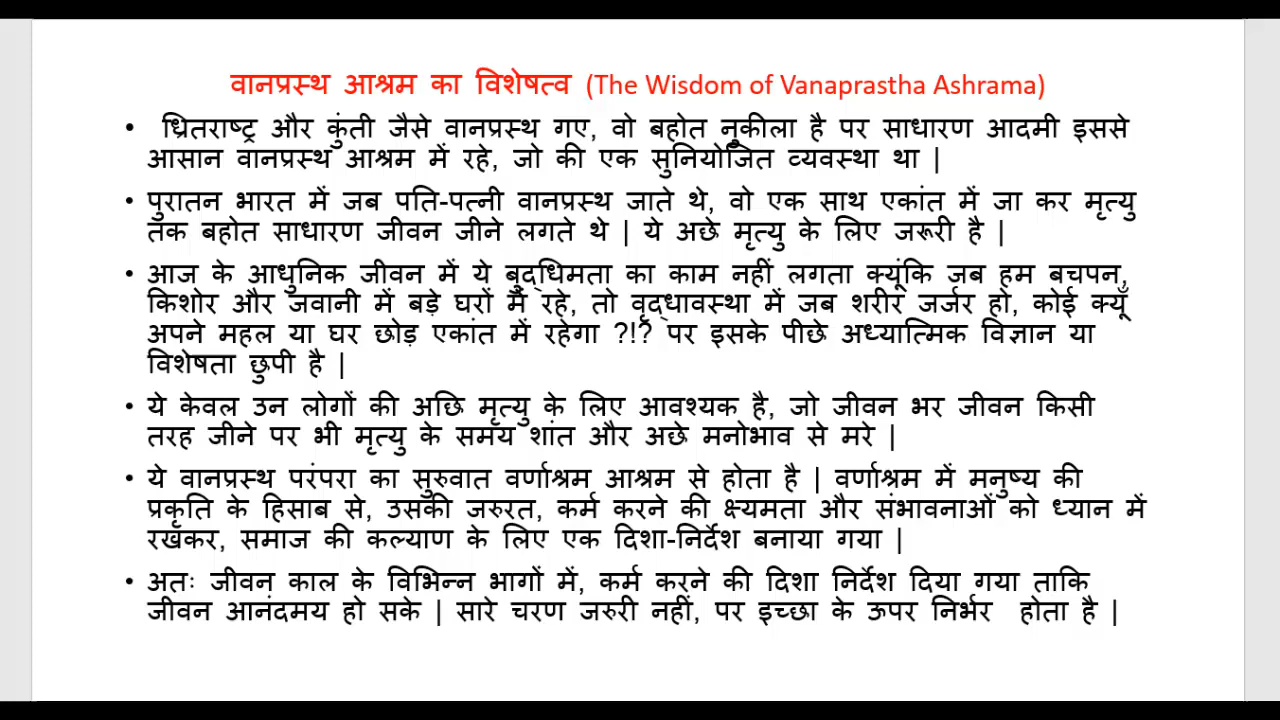 वानप्रस्थ आश्रम का विशेषत्व (The Wisdom of Vanaprastha Ashrama)
• ध्रितराष्ट्र और कुंती जैसे वानप्रस्थ गए, वो बहोत नुकीला है पर साधारण आदमी इससे
आसान वानप्रस्थ आश्रम में रहे, जो की एक सुनियोजित व्यवस्था था |
• पुरातन भारत में जब पति-पत्नी वानप्रस्थ जाते थे, वो एक साथ एकांत में जा कर मृत्यु
तक बहोत साधारण जीवन जीने लगते थे | ये अछे मृत्यु के लिए जरूरी है |
• आज के आधुनिक जीवन में ये बुद्धिमता का काम नहीं लगता क्यूंकि जब हम बचपन,
किशोर और जवानी में बड़े घरों में रहे, तो वृद्धावस्था में जब शरीर जर्जर हो, कोई क्यूँ
अपने महल या घर छोड़ एकांत में रहेगा ?!? पर इसके पीछे अध्यात्मिक विज्ञान या
विशेषता छुपी है |
• ये केवल उन लोगों की अछि मृत्यु के लिए आवश्यक है, जो जीवन भर जीवन किसी
तरह जीने पर भी मृत्यु के समय शांत और अछे मनोभाव से मरे |
• ये वानप्रस्थ परंपरा का सुरुवात वर्णाश्रम आश्रम से होता है | वर्णाश्रम में मनुष्य की
प्रकृति के हिसाब से, उसकी जरुरत, कर्म करने की क्ष्यमता और संभावनाओं को ध्यान में
रखकर, समाज की कल्याण के लिए एक दिशा-निर्देश बनाया गया |
• अतः जीवन काल के विभिन्न भागों में, कर्म करने की दिशा निर्देश दिया गया ताकि
जीवन आनंदमय हो सके | सारे चरण जरुरी नहीं, पर इच्छा के ऊपर निर्भर होता है |